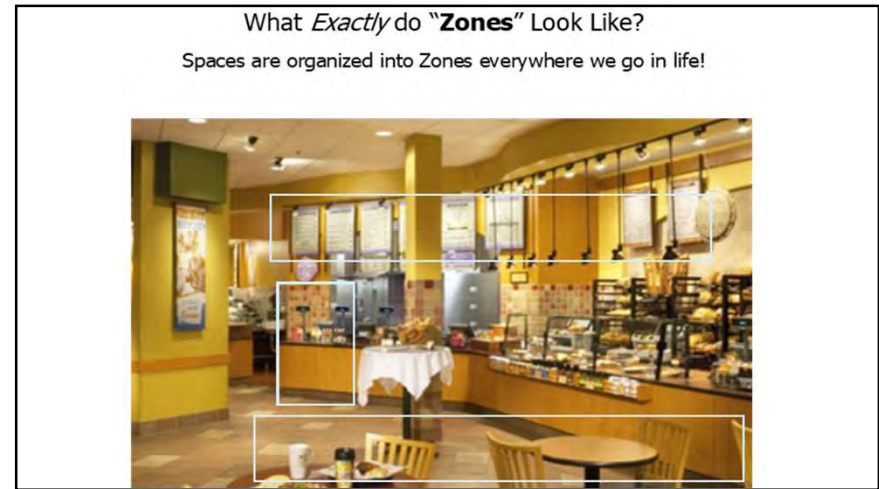 What Exactly do “Zones” Look Like?
Spaces are organized into Zones everywhere we go in life!